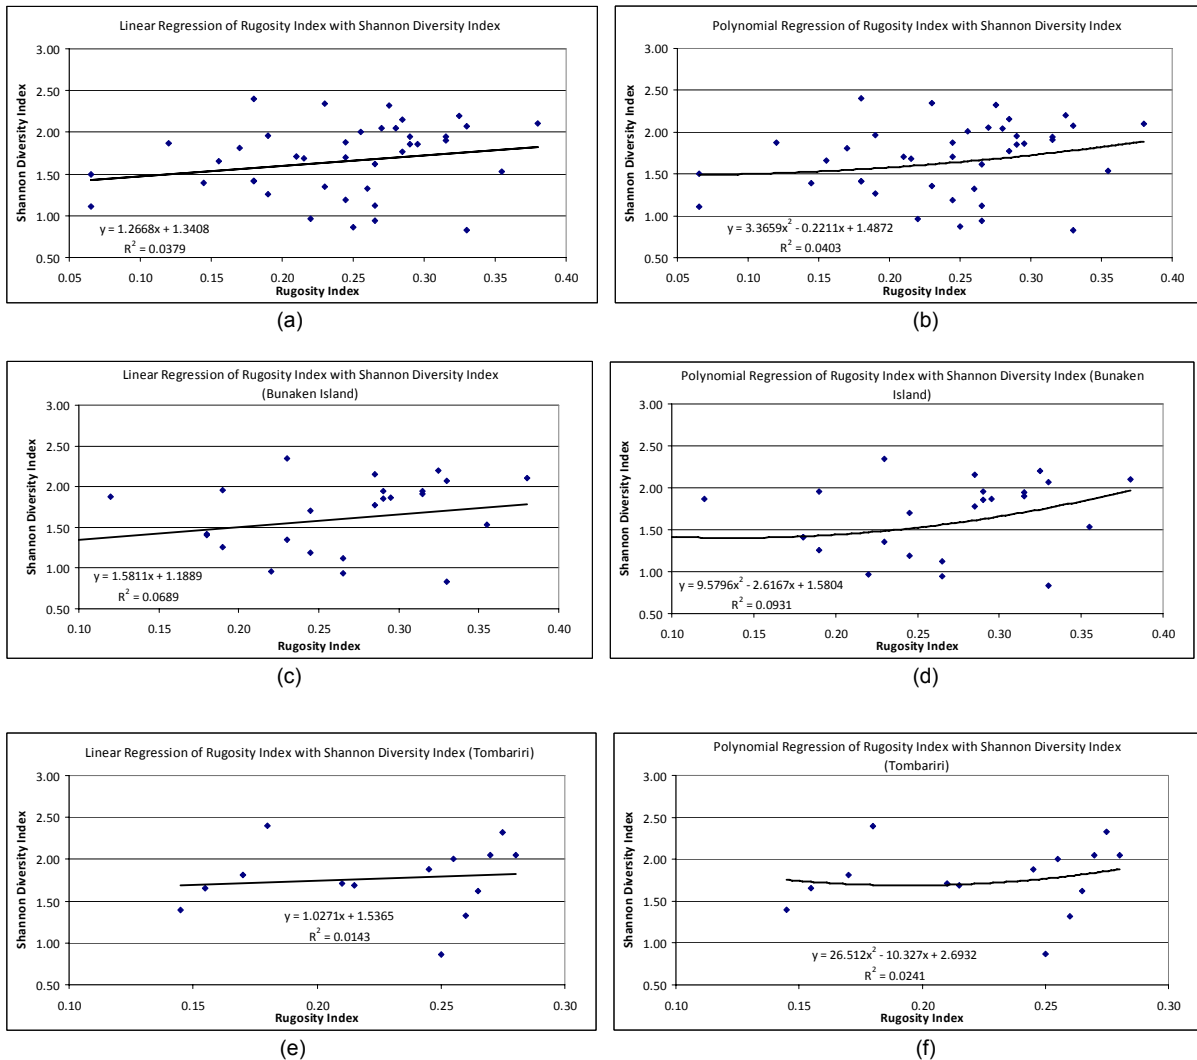 Linear Regression of Rugosity Index with Shannon Diversity Index
3.00
2.50
2.00
1.50
1.00
0.50
Shannon Diversity Index
y = 1.2668x + 1.3408
R² = 0.0379
0.05 0.10 0.15 0.20 0.25 0.30 0.35 0.40
Rugosity Index
(a)
Polynomial Regression of Rugosity Index with Shannon Diversity Index
3.00
2.50
2.00
1.50
1.00
0.50
Shannon Diversity Index
y = 3.3659x² - 0.2211x + 1.4872
R² = 0.0403
0.05 0.10 0.15 0.20 0.25 0.30 0.35 0.40
Rugosity Index
(b)
Linear Regression of Rugosity Index with Shannon Diversity Index
(Bunaken Island)
3.00
2.50
2.00
1.50
1.00
0.50
Shannon Diversity Index
y = 1.5811x + 1.1889
R² = 0.0689
0.10 0.15 0.20 0.25 0.30 0.35 0.40
Rugosity Index
(c)
Polynomial Regression of Rugosity Index with Shannon Diversity Index (Bunaken
Island)
3.00
2.50
2.00
1.50
1.00
0.50
Shannon Diversity Index
y = 9.5796x² - 2.6167x + 1.5804
R² = 0.0931
0.10 0.15 0.20 0.25 0.30 0.35 0.40
Rugosity Index
(d)
Linear Regression of Rugosity Index with Shannon Diversity Index (Tombariri)
3.00
2.50
2.00
1.50
1.00
0.50
Shannon Diversity Index
y = 1.0271x + 1.5365
R² = 0.0143
0.10 0.15 0.20 0.25 0.30
Rugosity Index
(e)
Polynomial Regression of Rugosity Index with Shannon Diversity Index
(Tombariri)
3.00
2.50
2.00
1.50
1.00
0.50
Shannon Diversity Index
y = 26.512x² - 10.327x + 2.6932
R² = 0.0241
0.10 0.15 0.20 0.25 0.30
Rugosity Index
(f)